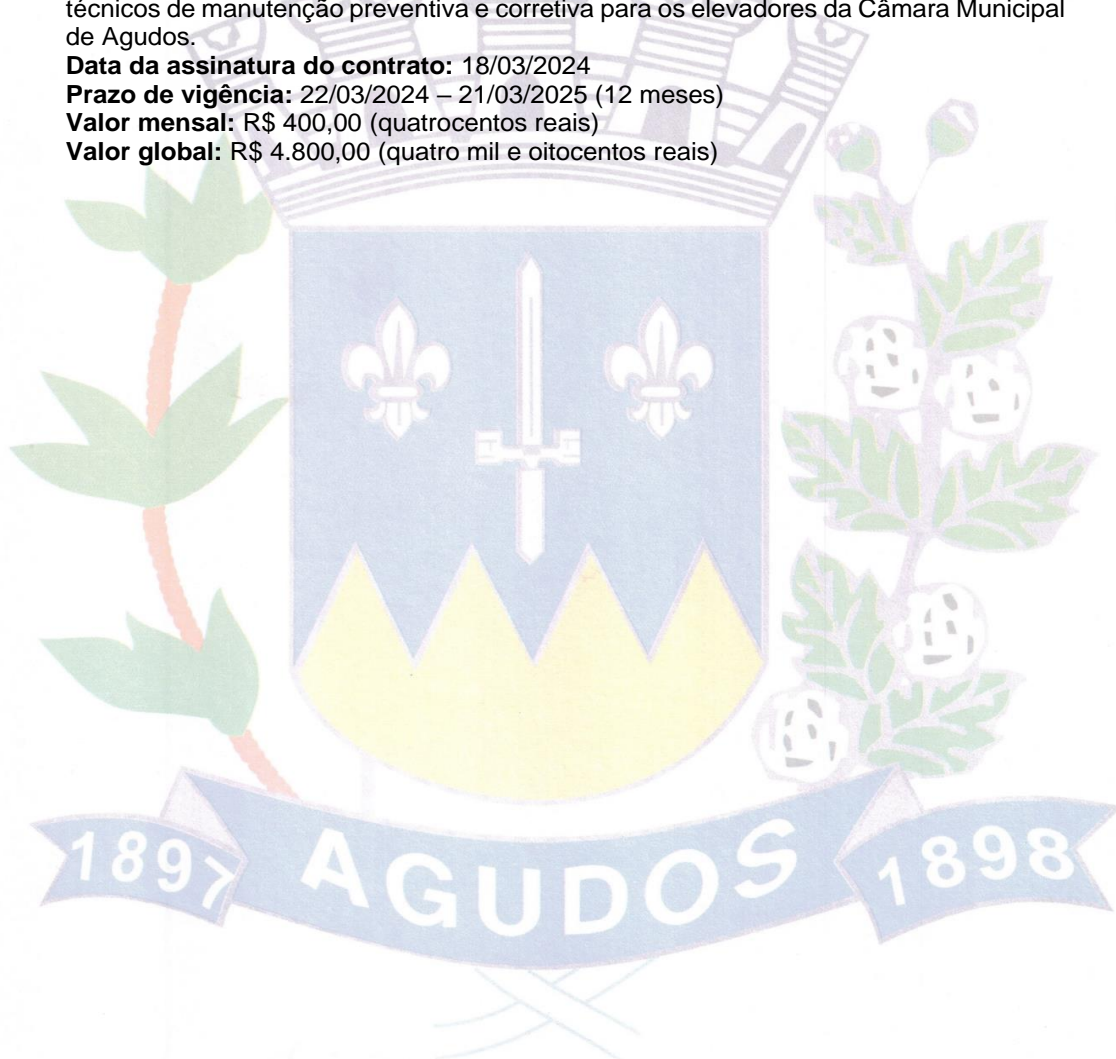 técnicos de manutenção preventiva e corretiva para os elevadores da Câmara Municipal
de Agudos.
Data da assinatura do contrato: 18/03/2024
Prazo de vigência: 22/03/2024 – 21/03/2025 (12 meses)
Valor mensal: R$ 400,00 (quatrocentos reais)
Valor global: R$ 4.800,00 (quatro mil e oitocentos reais)
1897 AGUDOS 1898